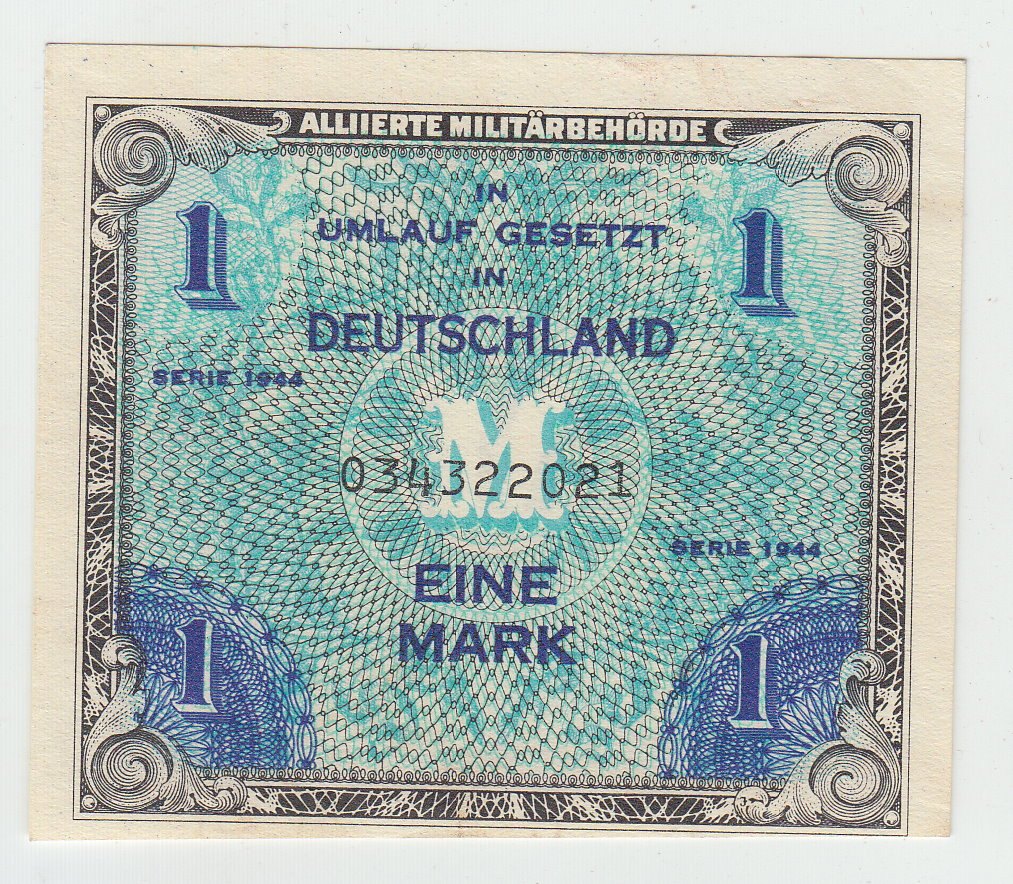 ALLIIERTE MILITÄRBEHÖRDE
IN
UMLAUF GESETZT
IN
1 1
DEUTSCHLAND
SERIE 1944
M
034322021
SERIE 1944
EINE
MARK
1 1